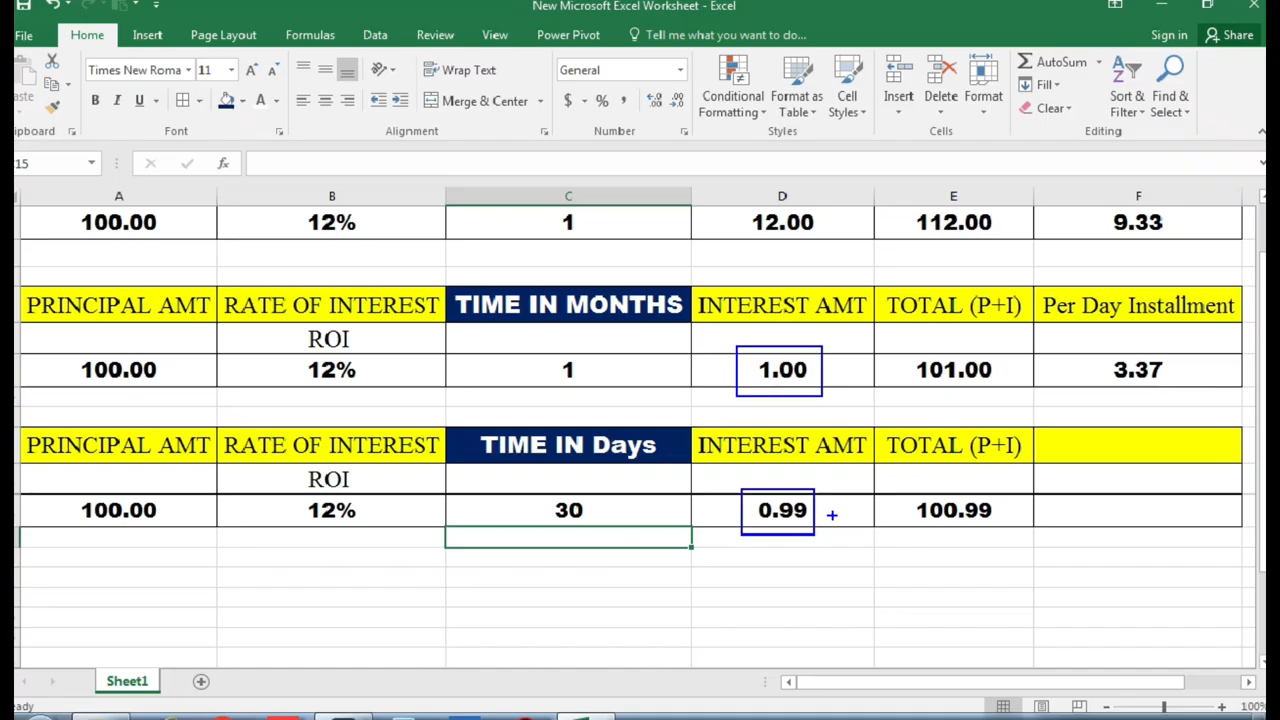 New Microsoft Excel Worksheet - Excel
File Home Insert Page Layout Formulas Data Review View Power Pivot Tell me what you want to do... Sign in Share
Times New Roma 11 Wrap Text General AutoSum
Merge & Center $ % , Conditional Formatting Format as Table Cell Styles Insert Delete Format Fill Clear Sort & Filter Find & Select
Font Alignment Number Styles Cells Editing
15 fx
A B C D E F
100.00 12% 1 12.00 112.00 9.33
PRINCIPAL AMT RATE OF INTEREST TIME IN MONTHS INTEREST AMT TOTAL (P+I) Per Day Installment
ROI
100.00 12% 1 1.00 101.00 3.37
PRINCIPAL AMT RATE OF INTEREST TIME IN Days INTEREST AMT TOTAL (P+I)
ROI
100.00 12% 30 0.99 100.99
Sheet1
100%